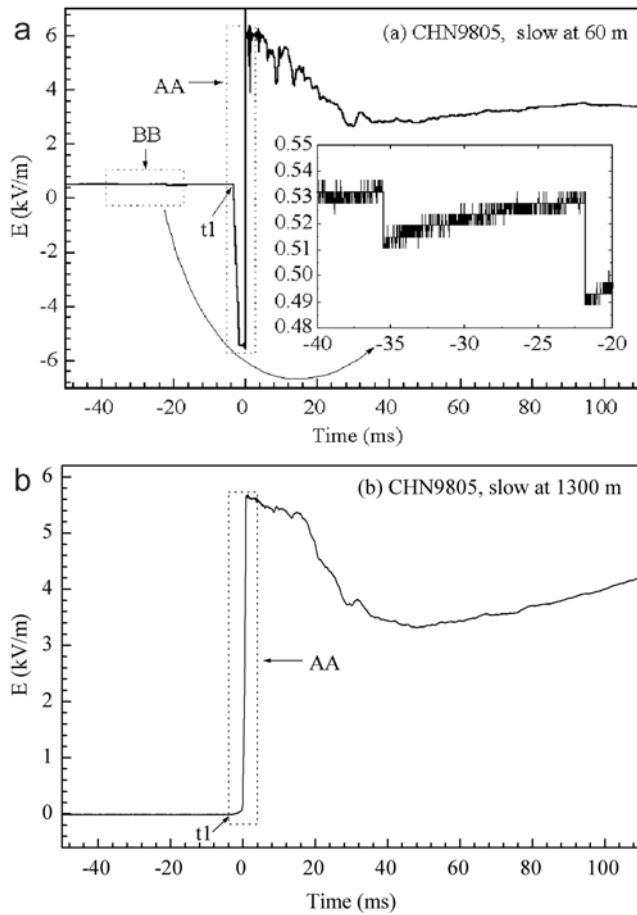 a
(a) CHN9805, slow at 60 m
AA
BB
t1
E (kV/m)
6
4
2
0
-2
-4
-6
0.55
0.53
0.52
0.51
0.50
0.49
0.48
-40 -35 -30 -25 -20
-40 -20 0 20 40 60 80 100
Time (ms)
b
(b) CHN9805, slow at 1300 m
AA
t1
E (kV/m)
6
5
4
3
2
1
0
-40 -20 0 20 40 60 80 100
Time (ms)